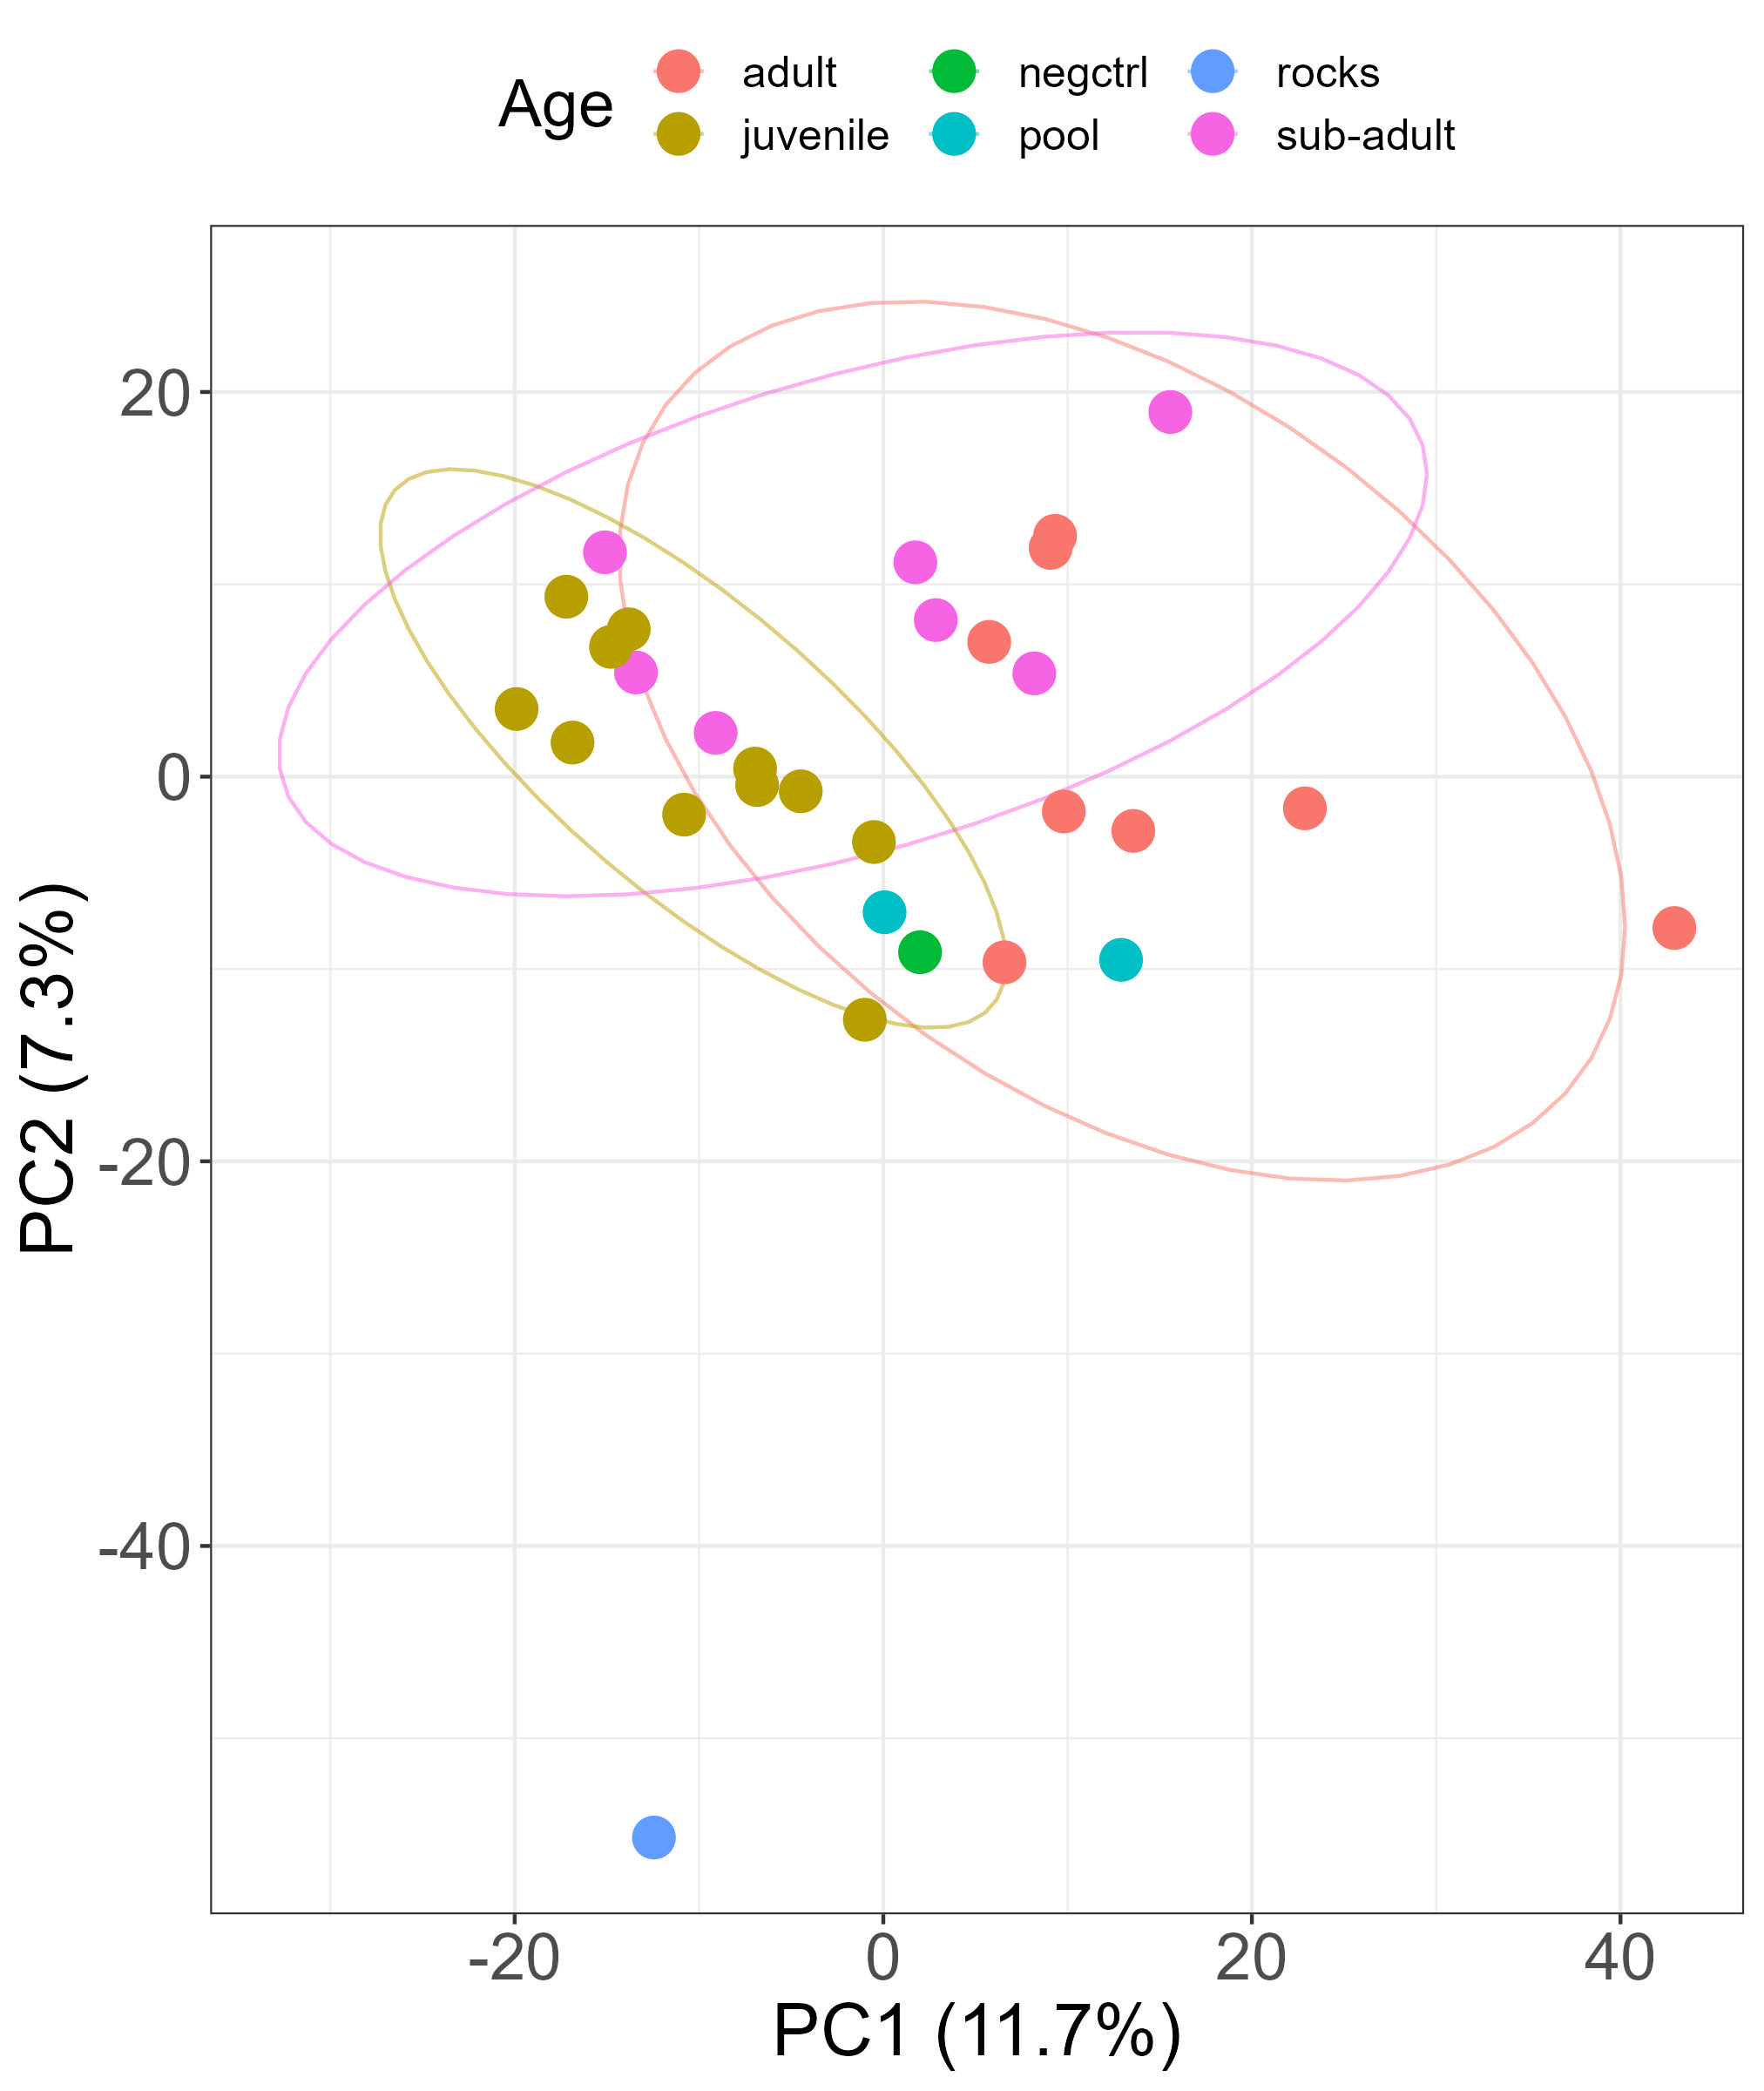 Age
adult
negctrl
rocks
juvenile
pool
sub-adult
20
0
-20
-40
PC2 (7.3%)
-20
0
20
40
PC1 (11.7%)